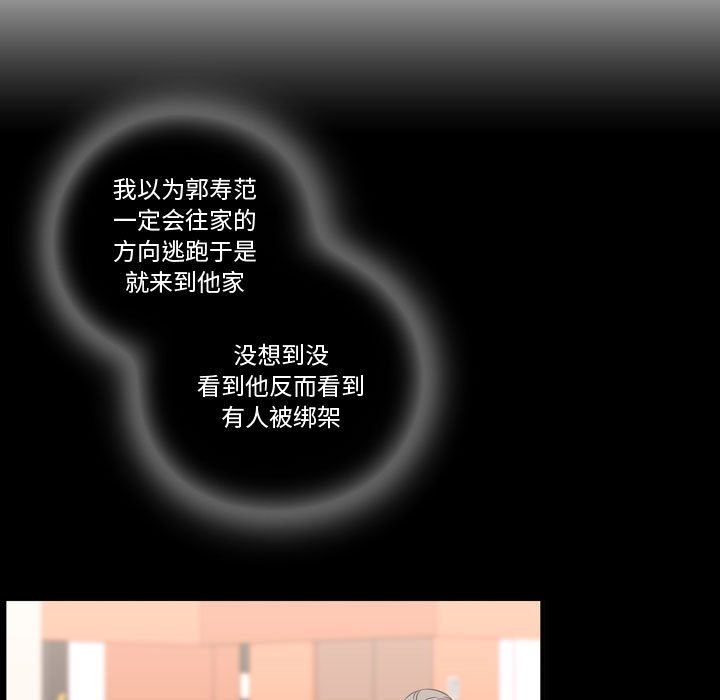 我以为郭寿范
一定会往家的
方向逃跑于是
就来到他家
没想到没
看到他反而看到
有人被绑架